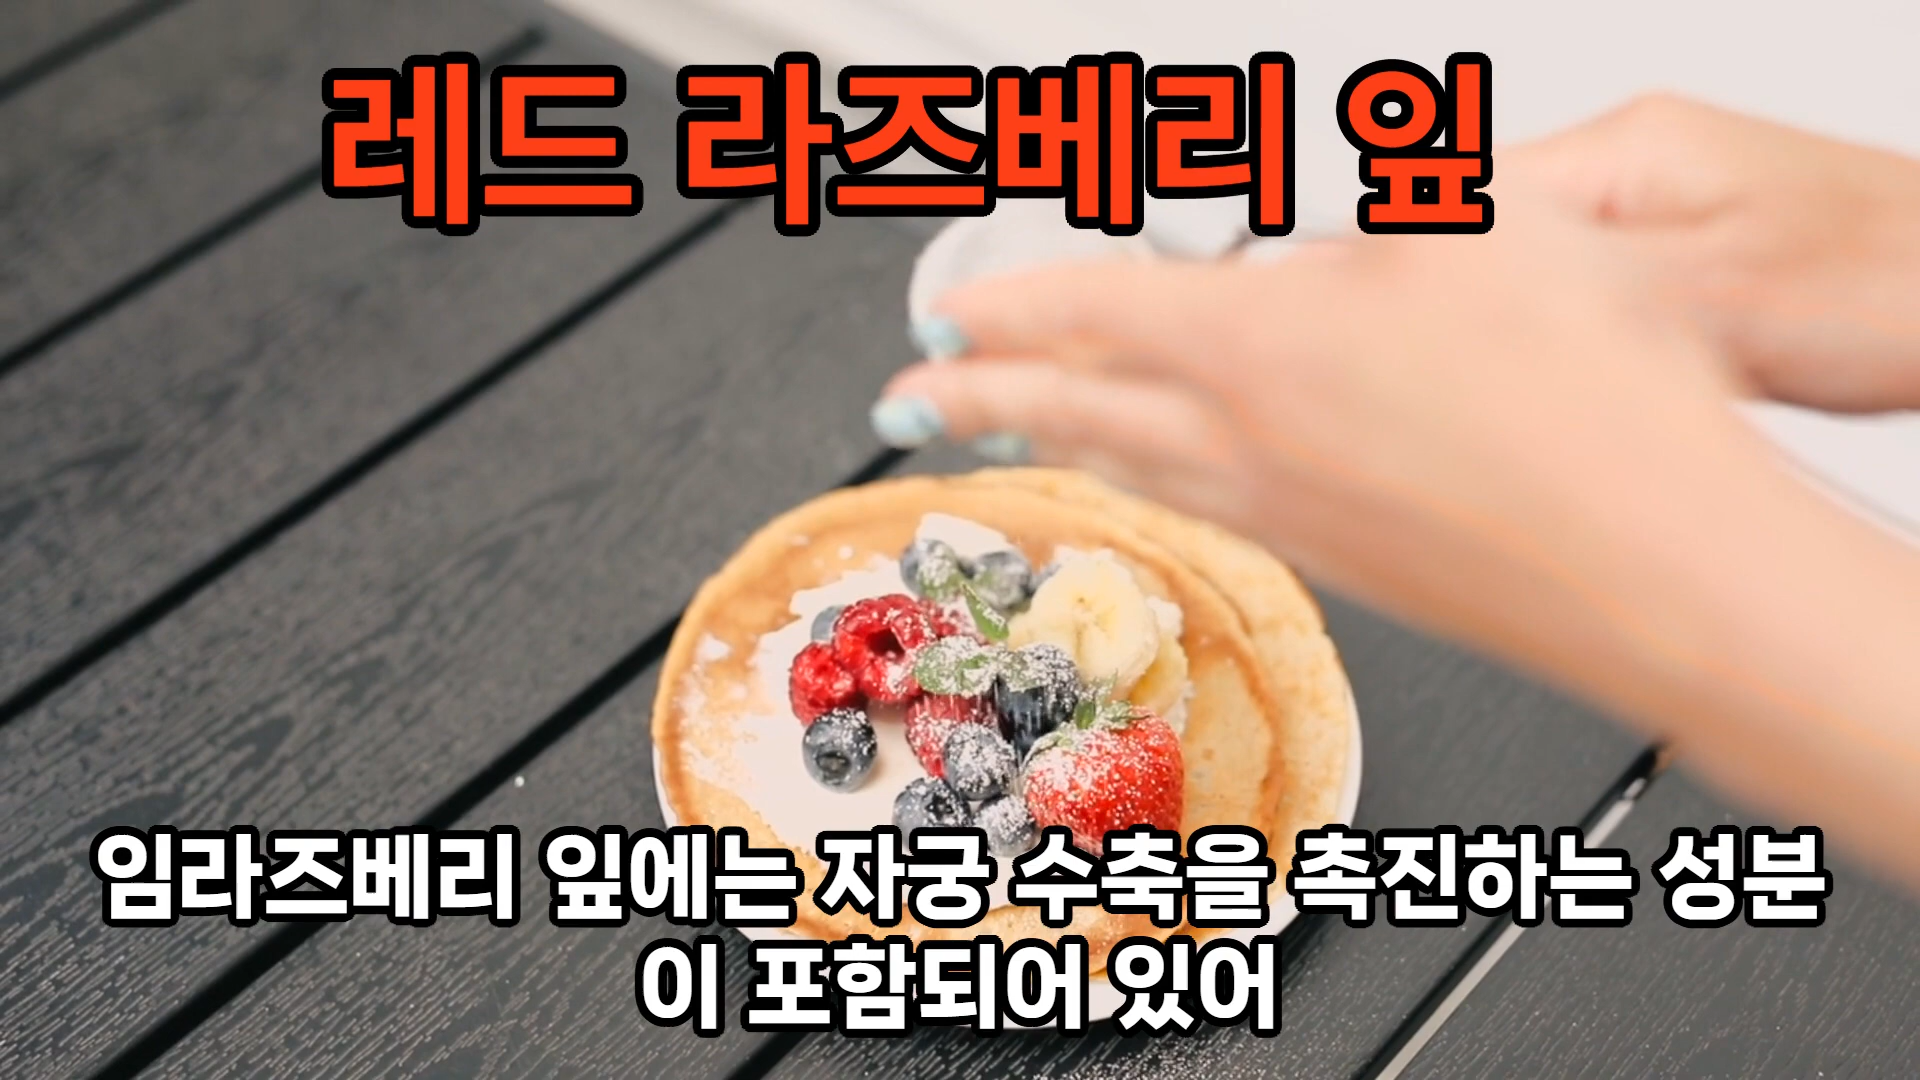 레드 라즈베리 잎
임라즈베리 잎에는 자궁 수축을 촉진하는 성분
이 포함되어 있어